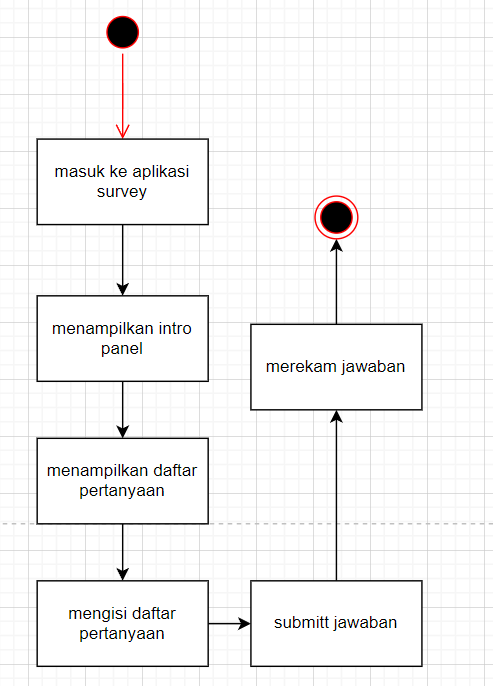 masuk ke aplikasi
survey
menampilkan intro
panel
menampilkan daftar
pertanyaan
mengisi daftar
pertanyaan
submitt jawaban
merekam jawaban